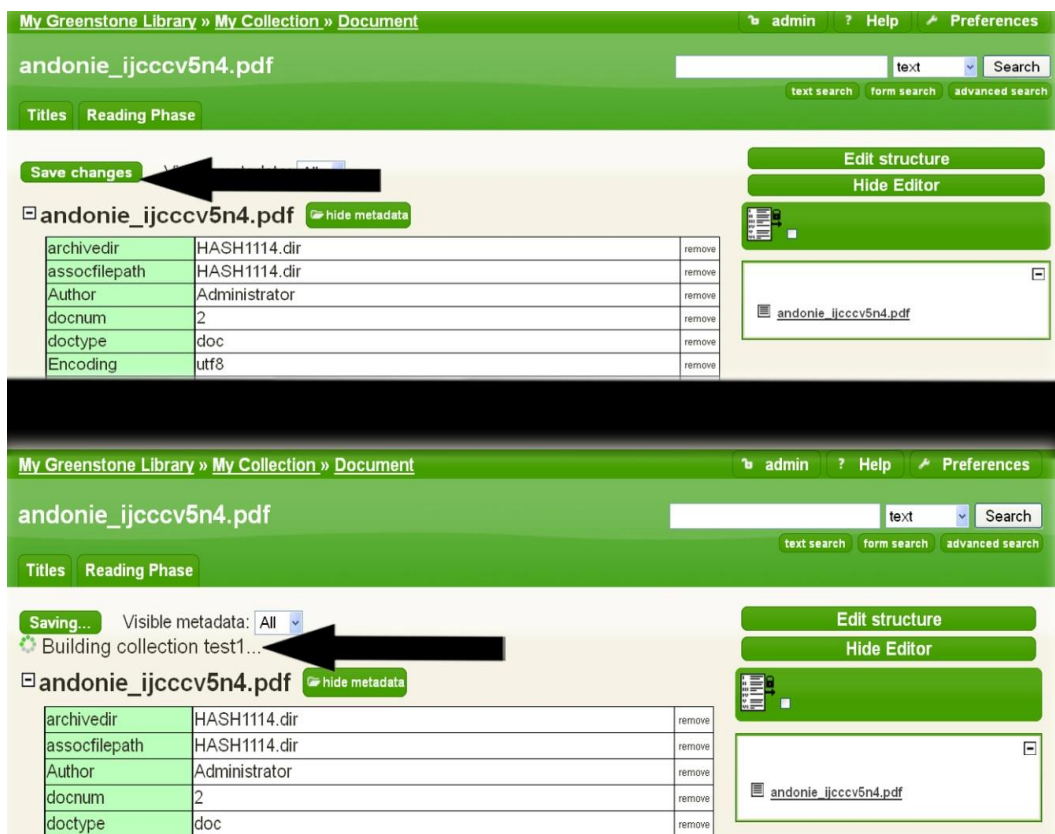 My Greenstone Library » My Collection » Document
admin ? Help Preferences
andonie_ijcccv5n4.pdf
text Search
text search form search advanced search
Titles Reading Phase
Save changes
Edit structure
Hide Editor
andonie_ijcccv5n4.pdf hide metadata
archivedir HASH1114.dir remove
assocfilepath HASH1114.dir remove
Author Administrator remove
docnum 2 remove
doctype doc remove
Encoding utf8 remove
andonie_ijcccv5n4.pdf
My Greenstone Library » My Collection » Document
admin ? Help Preferences
andonie_ijcccv5n4.pdf
text Search
text search form search advanced search
Titles Reading Phase
Saving... Visible metadata: All
Building collection test1...
Edit structure
Hide Editor
andonie_ijcccv5n4.pdf hide metadata
archivedir HASH1114.dir remove
assocfilepath HASH1114.dir remove
Author Administrator remove
docnum 2 remove
doctype doc remove
andonie_ijcccv5n4.pdf